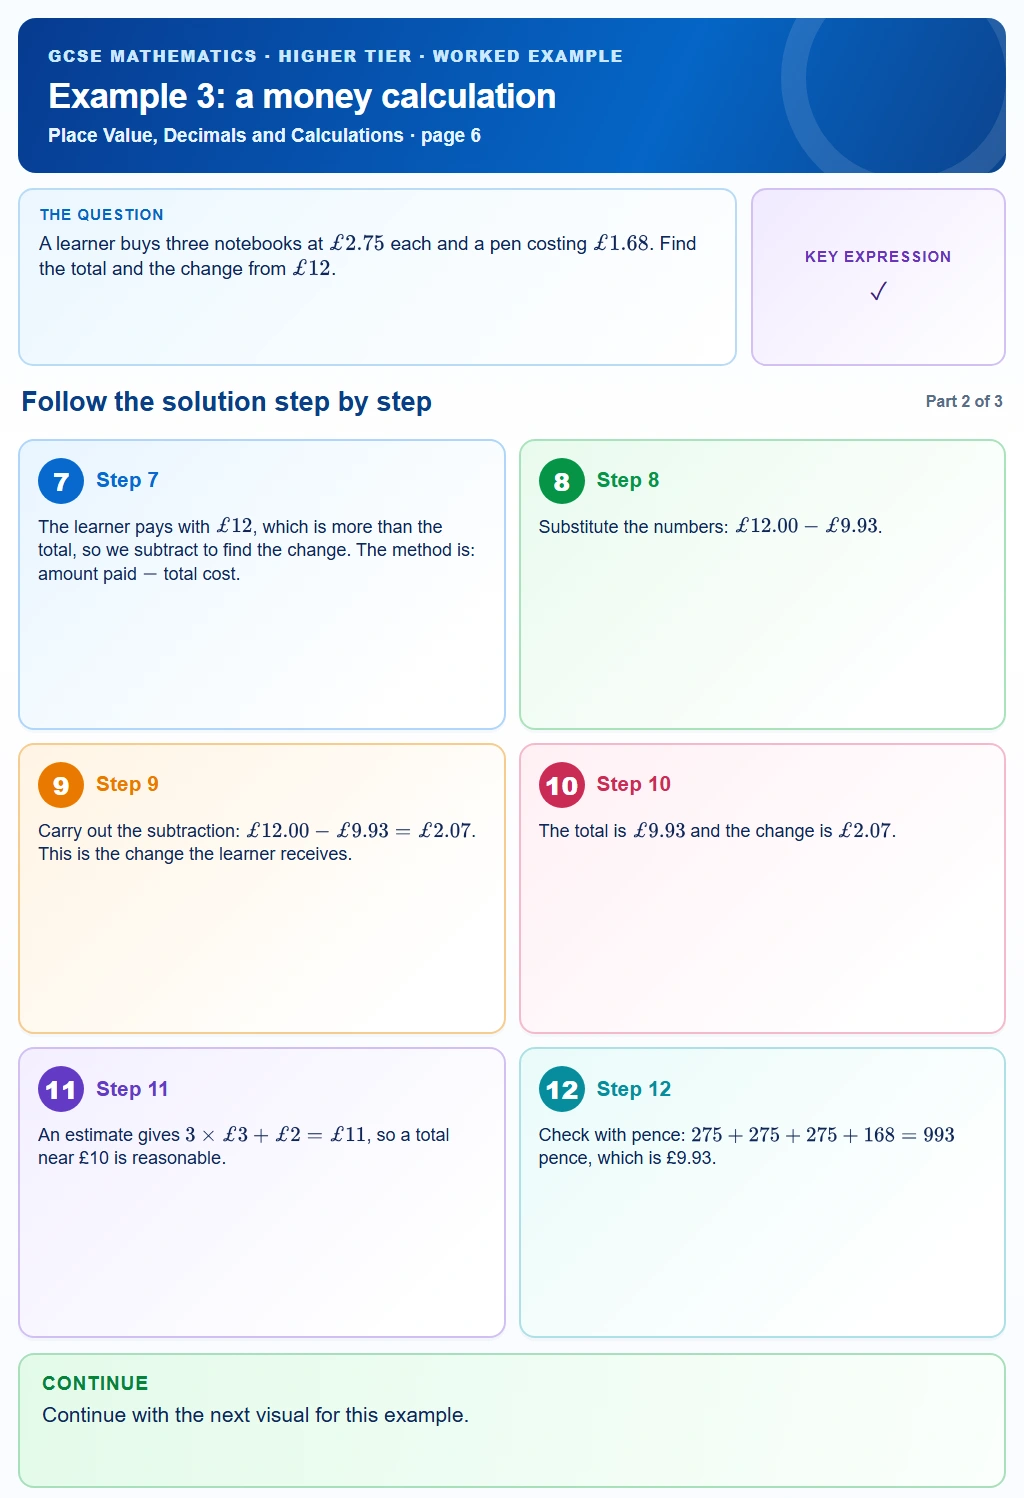 GCSE MATHEMATICS · HIGHER TIER · WORKED EXAMPLE
Example 3: a money calculation
Place Value, Decimals and Calculations · page 6
THE QUESTION
A learner buys three notebooks at £2.75 each and a pen costing £1.68. Find
the total and the change from £12.
KEY EXPRESSION
✓
Follow the solution step by step
Part 2 of 3
7 Step 7
The learner pays with £12, which is more than the
total, so we subtract to find the change. The method is:
amount paid − total cost.
8 Step 8
Substitute the numbers: £12.00 − £9.93.
9 Step 9
Carry out the subtraction: £12.00 − £9.93 = £2.07.
This is the change the learner receives.
10 Step 10
The total is £9.93 and the change is £2.07.
11 Step 11
An estimate gives 3 × £3 + £2 = £11, so a total
near £10 is reasonable.
12 Step 12
Check with pence: 275 + 275 + 275 + 168 = 993
pence, which is £9.93.
CONTINUE
Continue with the next visual for this example.